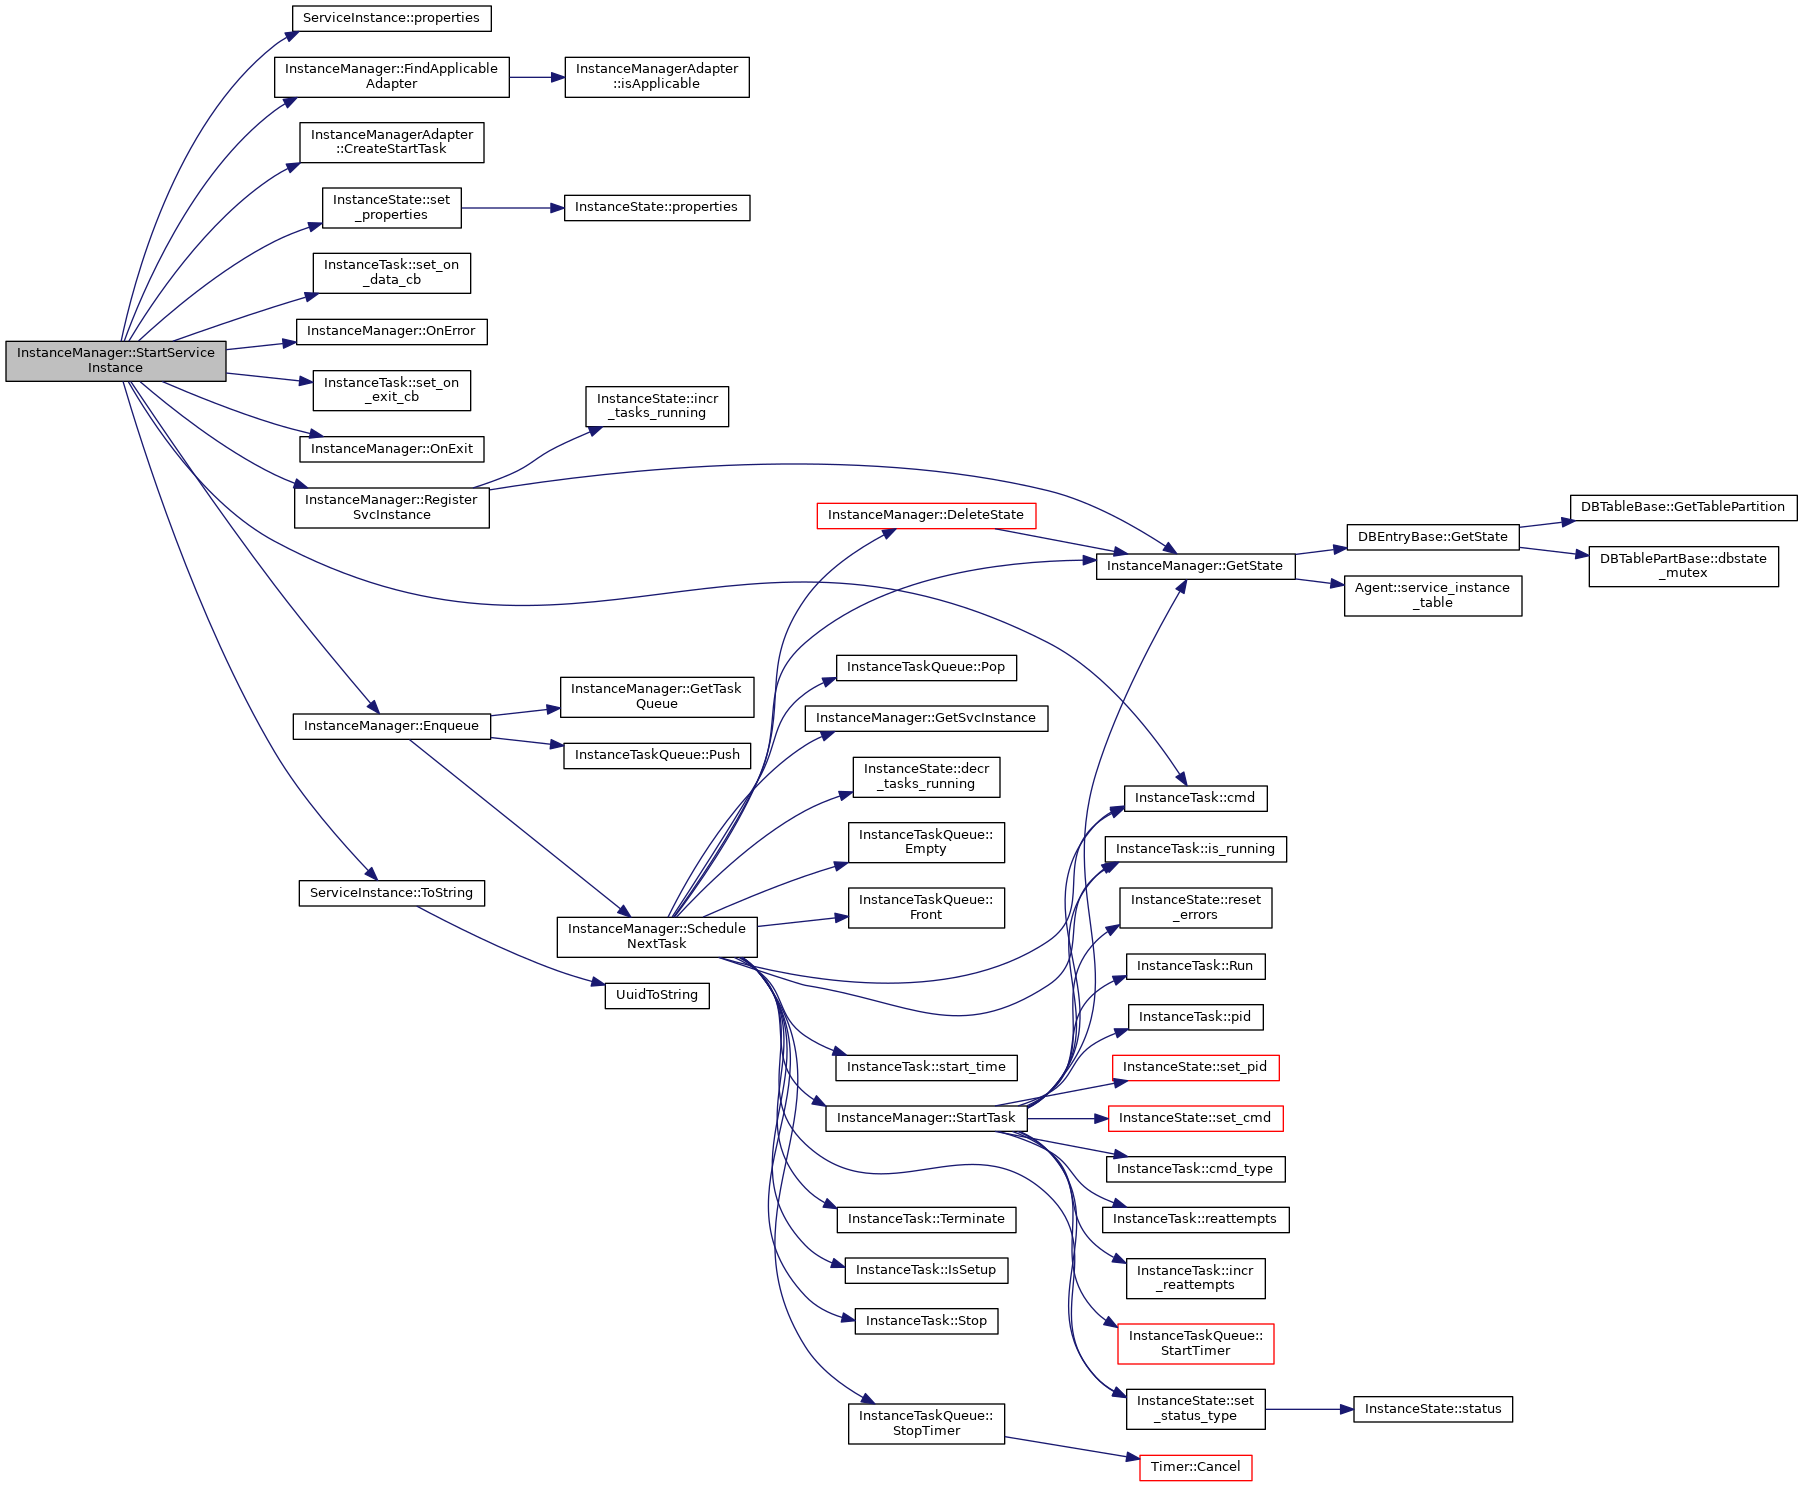 ServiceInstance::properties
InstanceManager::FindApplicable
Adapter
InstanceManagerAdapter
::isApplicable
InstanceManagerAdapter
::CreateStartTask
InstanceState::set
_properties
InstanceState::properties
InstanceTask::set_on
_data_cb
InstanceManager::OnError
InstanceManager::StartService
Instance
InstanceTask::set_on
_exit_cb
InstanceState::incr
_tasks_running
InstanceManager::OnExit
InstanceManager::Register
SvcInstance
InstanceManager::DeleteState
InstanceManager::GetState
DBEntryBase::GetState
DBTableBase::GetTablePartition
DBTablePartBase::dbstate
_mutex
Agent::service_instance
_table
InstanceTaskQueue::Pop
InstanceManager::GetTask
Queue
InstanceManager::GetSvcInstance
InstanceManager::Enqueue
InstanceTaskQueue::Push
InstanceState::decr
_tasks_running
InstanceTask::cmd
InstanceTaskQueue::
Empty
InstanceTask::is_running
ServiceInstance::ToString
InstanceTaskQueue::
Front
InstanceState::reset
_errors
InstanceManager::Schedule
NextTask
InstanceTask::Run
UuidToString
InstanceTask::pid
InstanceTask::start_time
InstanceState::set_pid
InstanceManager::StartTask
InstanceState::set_cmd
InstanceTask::cmd_type
InstanceTask::Terminate
InstanceTask::reattempts
InstanceTask::IsSetup
InstanceTask::incr
_reattempts
InstanceTask::Stop
InstanceTaskQueue::
StartTimer
InstanceTaskQueue::
StopTimer
InstanceState::set
_status_type
InstanceState::status
Timer::Cancel